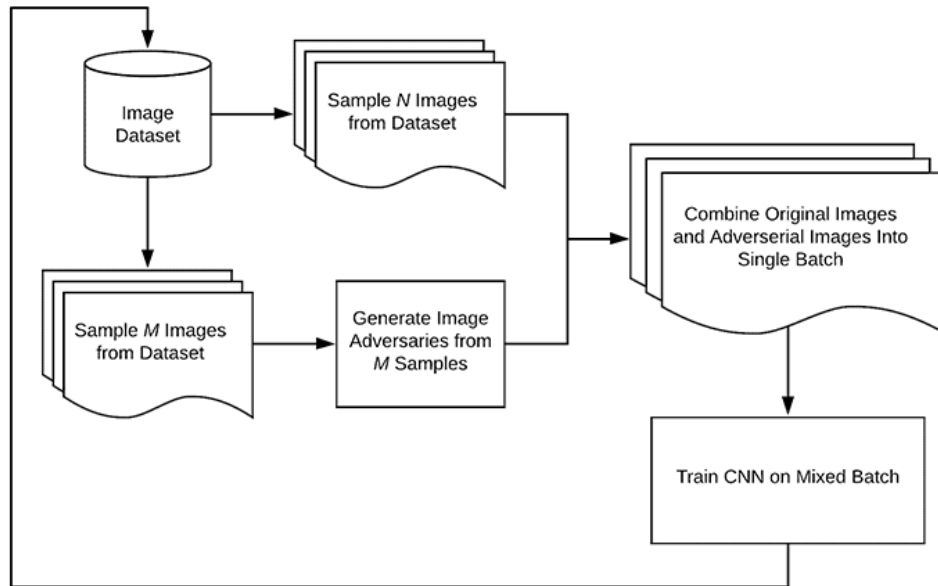 Image
Dataset
Sample N Images
from Dataset
Sample M Images
from Dataset
Generate Image
Adversaries from
M Samples
Combine Original Images
and Adverserial Images Into
Single Batch
Train CNN on Mixed Batch